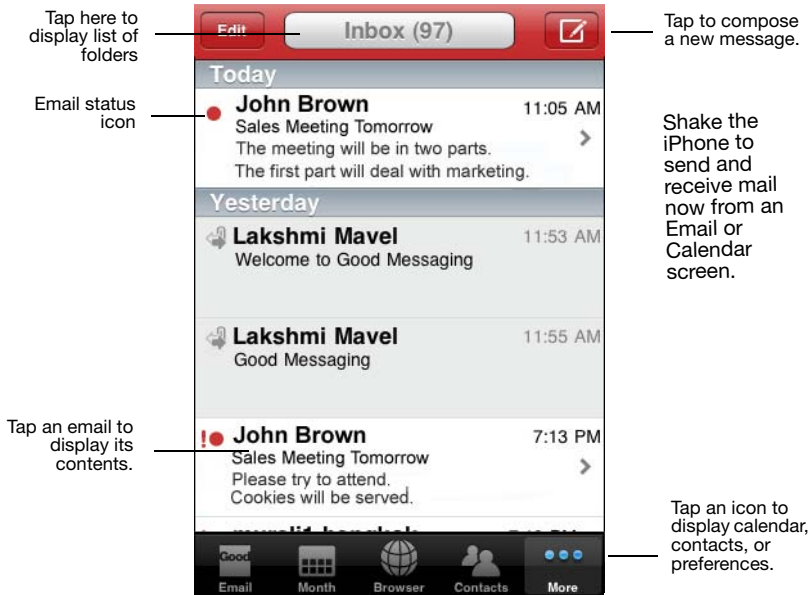 Tap here to
display list of
folders
Edit
Inbox (97)
Tap to compose
a new message.
Today
Email status
icon
John Brown
11:05 AM
Sales Meeting Tomorrow
The meeting will be in two parts.
The first part will deal with marketing.
Shake the
iPhone to
send and
receive mail
now from an
Email or
Calendar
screen.
Yesterday
Lakshmi Mavel
11:53 AM
Welcome to Good Messaging
Lakshmi Mavel
11:55 AM
Good Messaging
Tap an email to
display its
contents.
John Brown
7:13 PM
Sales Meeting Tomorrow
Please try to attend.
Cookies will be served.
Tap an icon to
display calendar,
contacts, or
preferences.
Good
Email
Month
Browser
Contacts
More